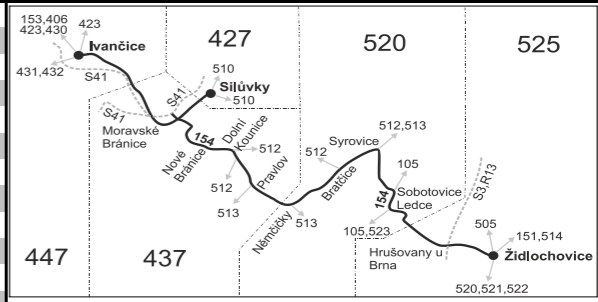 153,406
423,430
423
Ivančice
431,432
S41
427
520
525
510
Silůvky
510
S41
S41
Moravské
Bránice
154
Dolní
Kounice
Nové
Bránice
512
512
Pravlov
513
Němčičky
513
512
Bratčice
Syrovice
512,513
105
154
Sobotovice
Ledce
105,523
S3,R13
Hrušovany u
Brna
505
151,514
Židlochovice
520,521,522
447
437